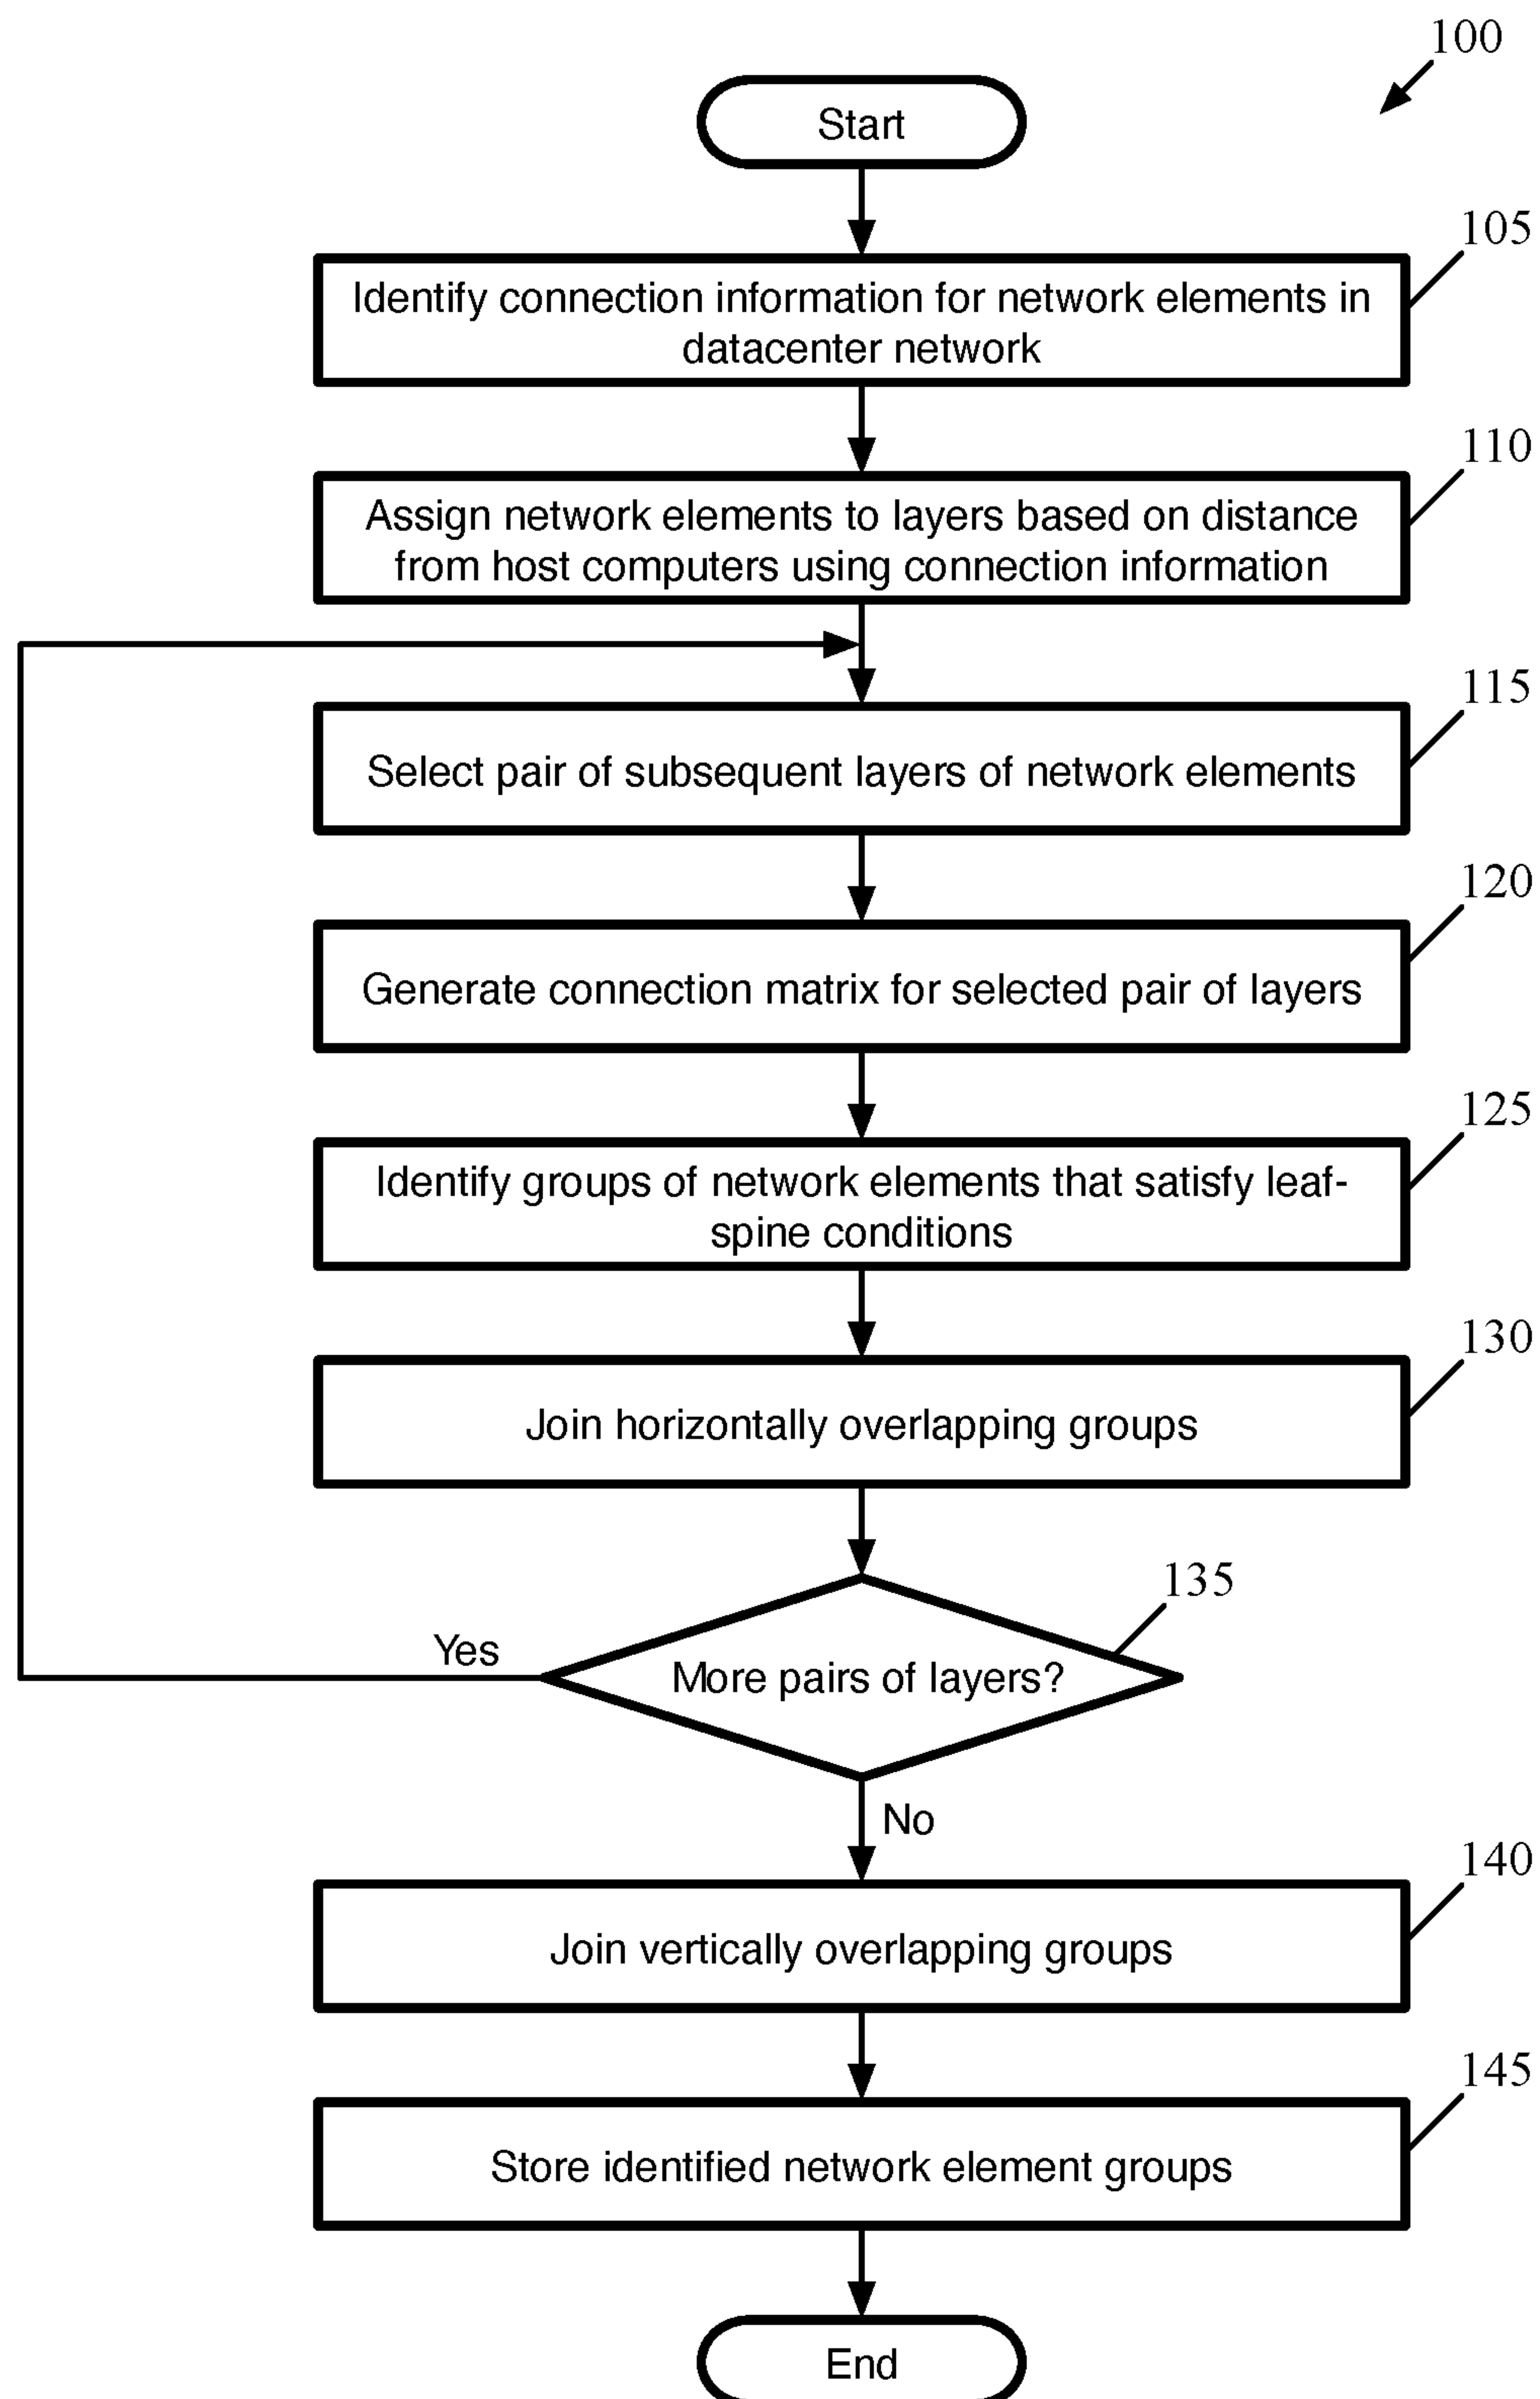 100
Start
105
Identify connection information for network elements in
datacenter network
110
Assign network elements to layers based on distance
from host computers using connection information
115
Select pair of subsequent layers of network elements
120
Generate connection matrix for selected pair of layers
125
Identify groups of network elements that satisfy leaf-
spine conditions
130
Join horizontally overlapping groups
135
Yes
More pairs of layers?
No
140
Join vertically overlapping groups
145
Store identified network element groups
End